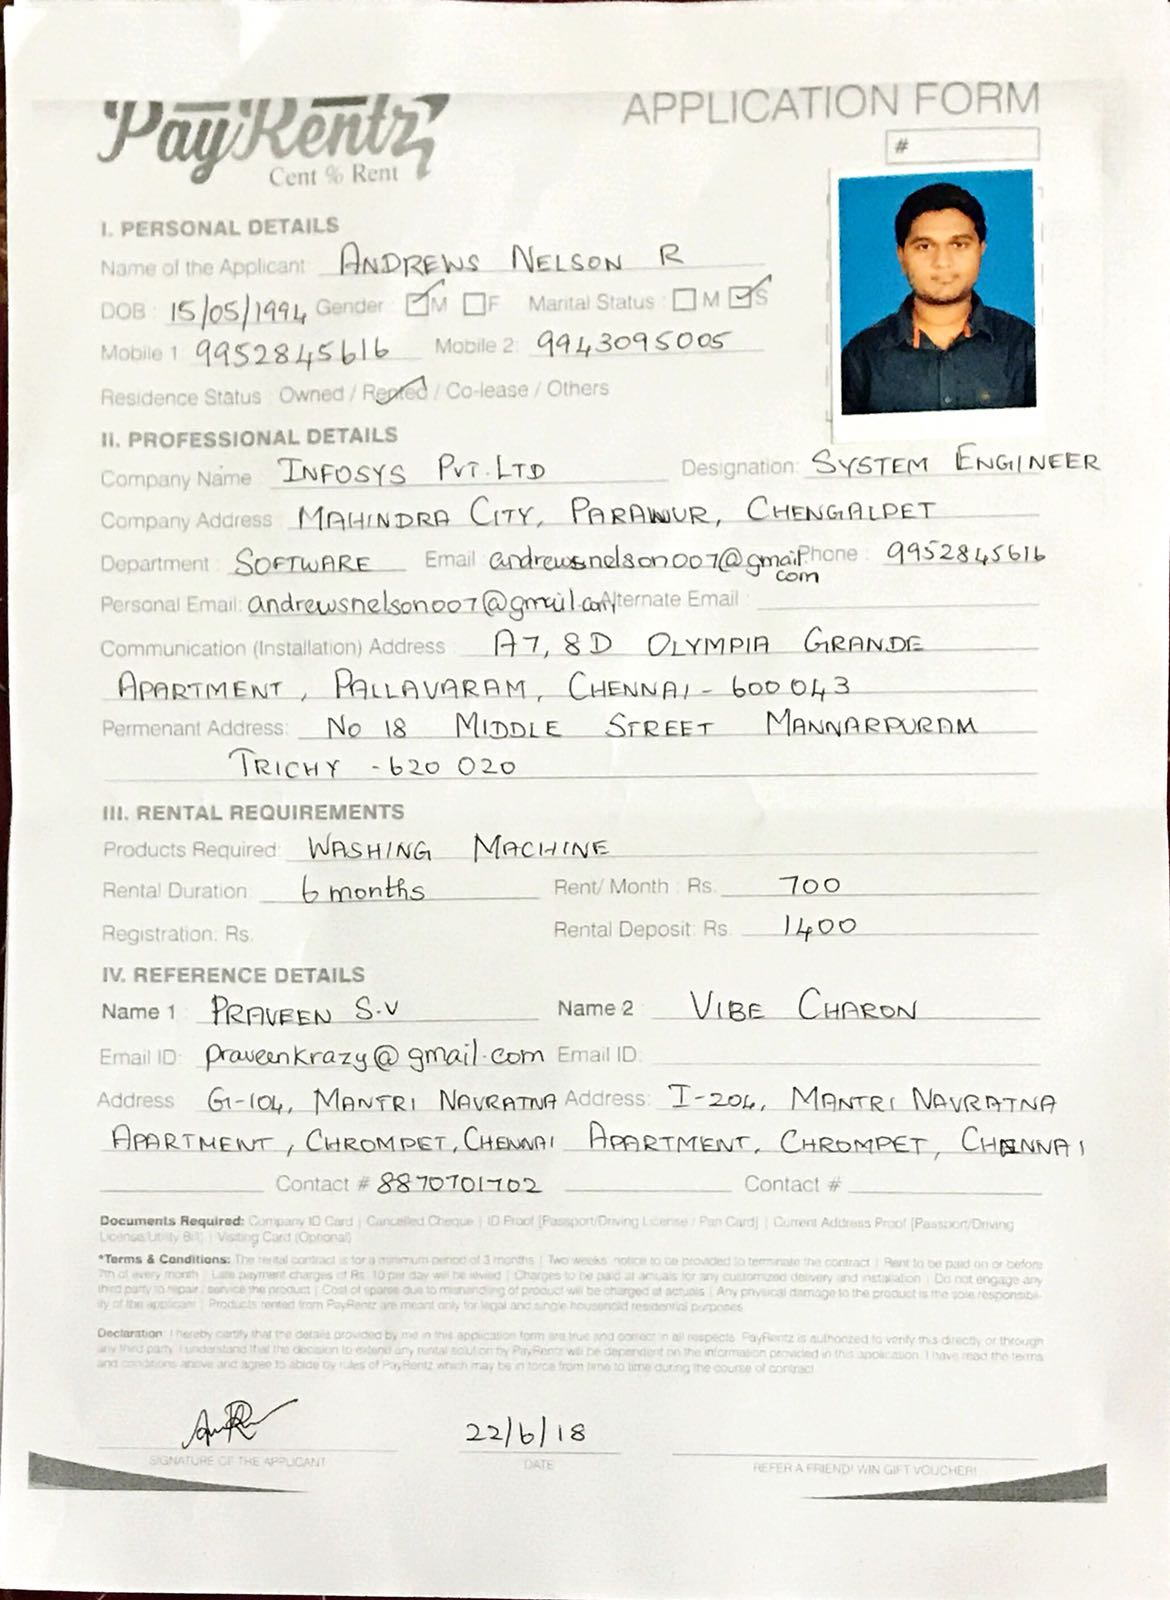 PayRentz
Cent % Rent
APPLICATION FORM
#
I. PERSONAL DETAILS
Name of the Applicant: ANDREWS NELSON R
DOB : 15/05/1994 Gender : M F Marital Status : M S
Mobile 1: 9952845616 Mobile 2: 9943095005
Residence Status : Owned / Rented / Co-lease / Others
II. PROFESSIONAL DETAILS
Company Name : INFOSYS PVT.LTD Designation: SYSTEM ENGINEER
Company Address : MAHINDRA CITY, PARANUR, CHENGALPET
Department : SOFTWARE Email : andrewsnelson007@gmail.com Phone : 9952845616
Personal Email: andrewsnelson007@gmail.com Alternate Email :
Communication (Installation) Address : A7, 8D OLYMPIA GRANDE
APARTMENT, PALLAVARAM, CHENNAI - 600 043
Permenant Address: No 18 MIDDLE STREET MANNARPURAM
TRICHY - 620 020
III. RENTAL REQUIREMENTS
Products Required: WASHING MACHINE
Rental Duration : 6 months Rent/ Month : Rs. 700
Registration: Rs. Rental Deposit: Rs. 1400
IV. REFERENCE DETAILS
Name 1 PRAVEEN S.V Name 2 VIBE CHARON
Email ID: praveenkrazy@gmail.com Email ID:
Address G-104, MANTRI NAVRATNA Address: I-204, MANTRI NAVRATNA
APARTMENT, CHROMPET, CHENNAI APARTMENT, CHROMPET, CHENNAI
Contact # 8870701702 Contact #
Documents Required: Company ID Card | Cancelled Cheque | ID Proof [Passport/Driving License / Pan Card] | Current Address Proof [Passport/Driving
License/Utility Bill] | Visiting Card (Optional)
*Terms & Conditions: The rental contract is for a minimum period of 3 months | Two weeks notice to be provided to terminate the contract | Rent to be paid on or before
7th of every month | Late payment charges of Rs. 10 per day will be levied | Charges to be paid at actuals for any customized delivery and installation | Do not engage any
third party to repair / service the product | Cost of spares due to mishandling of product will be charged at actuals | Any physical damage to the product is the sole responsibil-
ity of the applicant | Products rented from PayRentz are meant only for legal and single household residential purposes
Declaration: I hereby certify that the details provided by me in this application form are true and correct in all respects. PayRentz is authorized to verify this directly or through
any third party. I understand that the decision to extend any rental solution by PayRentz will be dependent on the information provided in this application. I have read the terms
and conditions above and agree to abide by rules of PayRentz which may be in force from time to time during the course of contract
22/6/18
SIGNATURE OF THE APPLICANT DATE REFER A FRIEND! WIN GIFT VOUCHER!